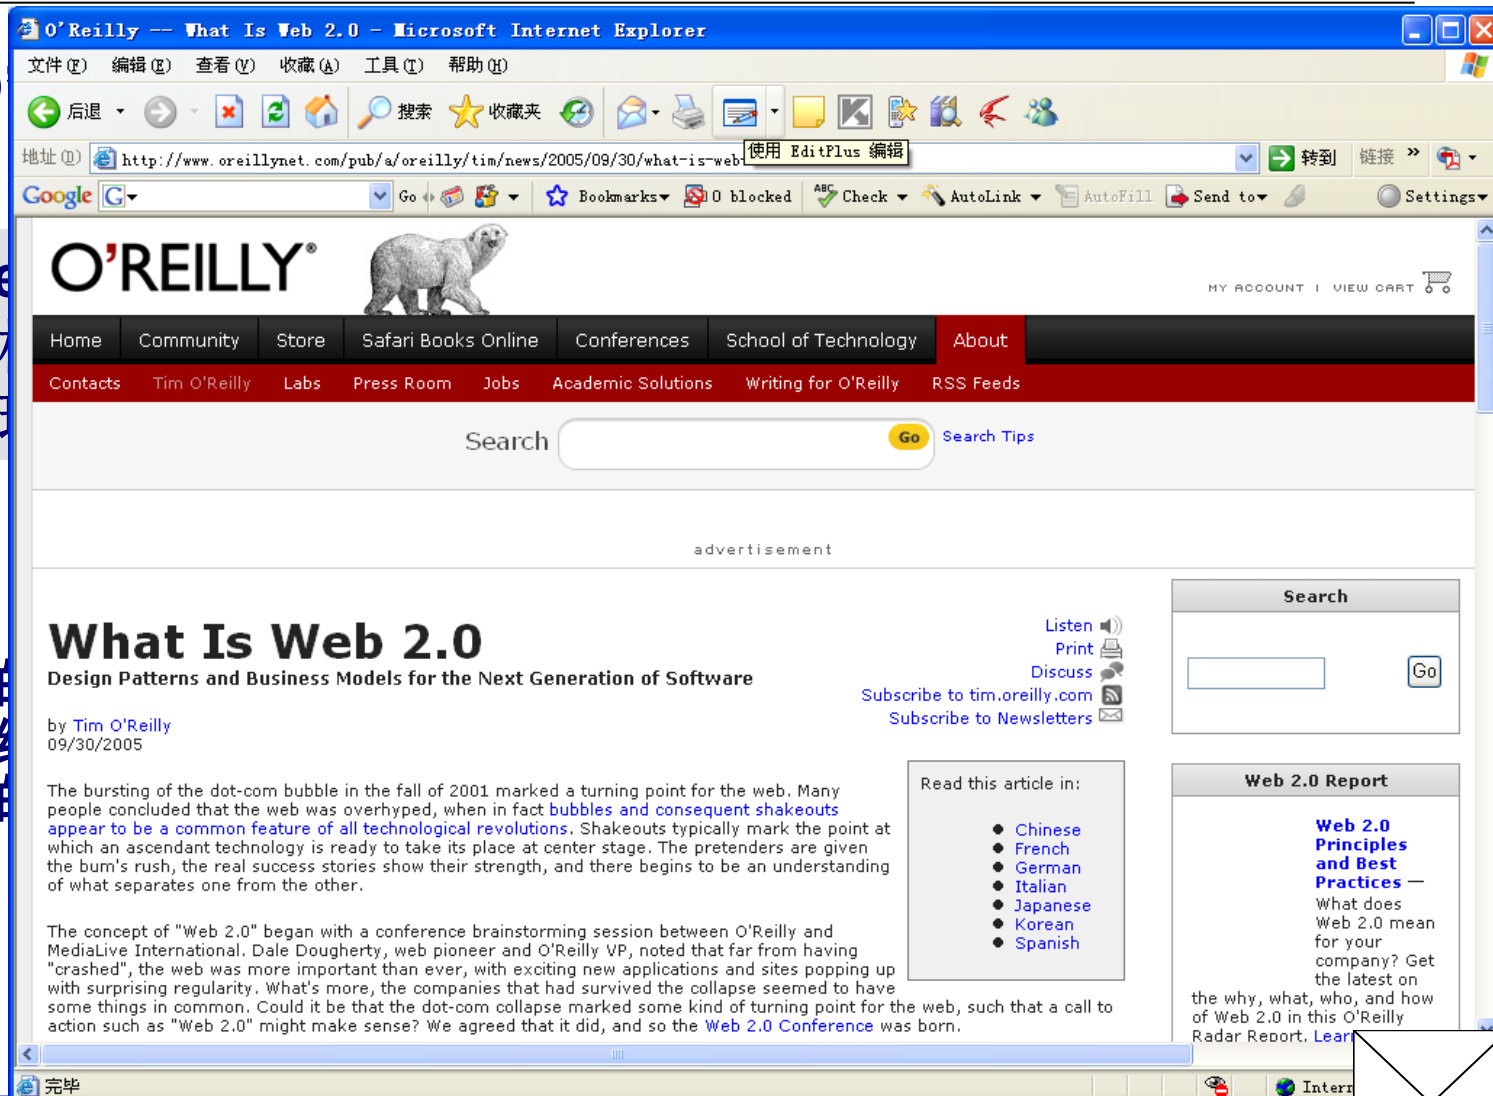 O'Reilly -- What Is Web 2.0 - Microsoft Internet Explorer
文件(F) 编辑(E) 查看(V) 收藏(A) 工具(T) 帮助(H)
后退 搜索 收藏夹
使用 EditPlus 编辑
地址(D) http://www.oreillynet.com/pub/a/oreilly/tim/news/2005/09/30/what-is-web- 转到 链接 »
Google G Go Bookmarks 0 blocked ABC Check AutoLink AutoFill Send to Settings
O'REILLY®
MY ACCOUNT | VIEW CART
Home Community Store Safari Books Online Conferences School of Technology About
Contacts Tim O'Reilly Labs Press Room Jobs Academic Solutions Writing for O'Reilly RSS Feeds
Search Go Search Tips
advertisement
What Is Web 2.0
Design Patterns and Business Models for the Next Generation of Software
by Tim O'Reilly
09/30/2005
Listen
Print
Discuss
Subscribe to tim.oreilly.com
Subscribe to Newsletters
The bursting of the dot-com bubble in the fall of 2001 marked a turning point for the web. Many
people concluded that the web was overhyped, when in fact bubbles and consequent shakeouts
appear to be a common feature of all technological revolutions. Shakeouts typically mark the point at
which an ascendant technology is ready to take its place at center stage. The pretenders are given
the bum's rush, the real success stories show their strength, and there begins to be an understanding
of what separates one from the other.
Read this article in:
Chinese
French
German
Italian
Japanese
Korean
Spanish
The concept of "Web 2.0" began with a conference brainstorming session between O'Reilly and
MediaLive International. Dale Dougherty, web pioneer and O'Reilly VP, noted that far from having
"crashed", the web was more important than ever, with exciting new applications and sites popping up
with surprising regularity. What's more, the companies that had survived the collapse seemed to have
some things in common. Could it be that the dot-com collapse marked some kind of turning point for the web, such that a call to
action such as "Web 2.0" might make sense? We agreed that it did, and so the Web 2.0 Conference was born.
Search
Go
Web 2.0 Report
Web 2.0
Principles
and Best
Practices —
What does
Web 2.0 mean
for your
company? Get
the latest on
the why, what, who, and how
of Web 2.0 in this O'Reilly
Radar Report. Lear
完毕 Intern